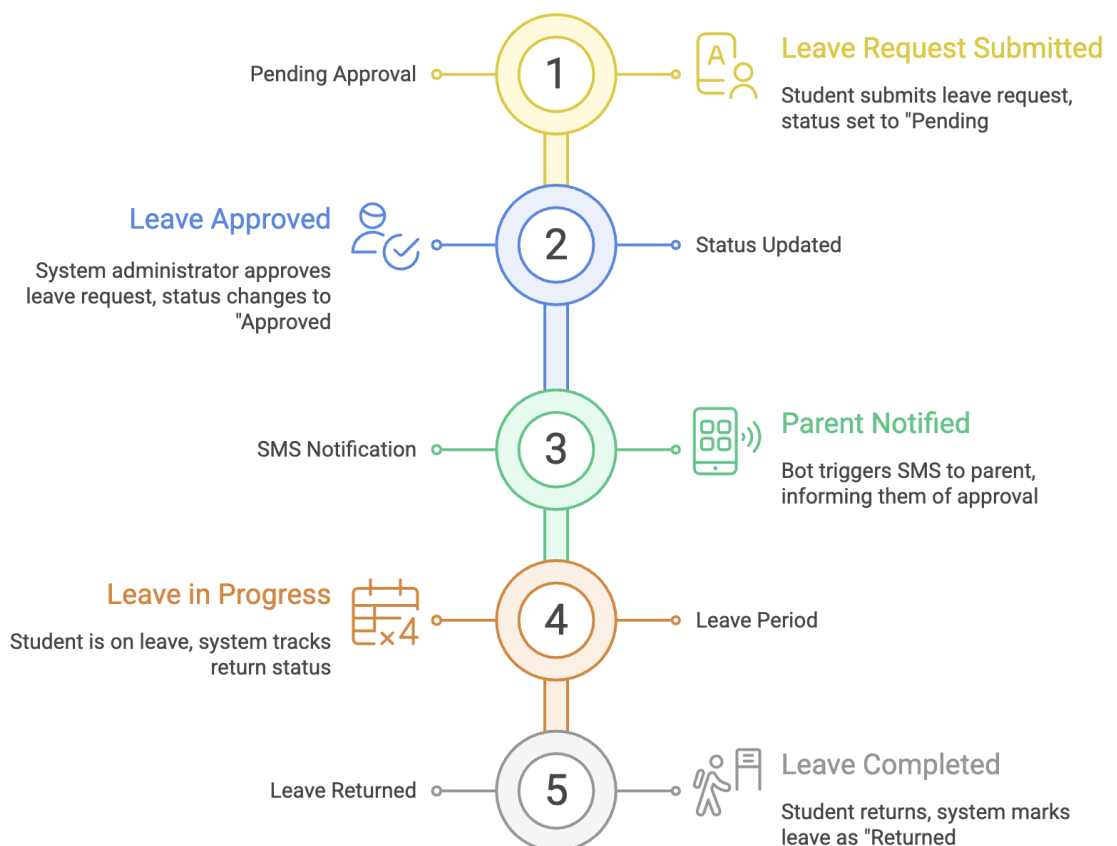 Pending Approval
1
Leave Request Submitted
A
Student submits leave request,
status set to "Pending
Leave Approved
2
Status Updated
System administrator approves
leave request, status changes to
"Approved
SMS Notification
3
Parent Notified
Bot triggers SMS to parent,
informing them of approval
Leave in Progress
×4
4
Leave Period
Student is on leave, system tracks
return status
Leave Returned
5
Leave Completed
Student returns, system marks
leave as "Returned